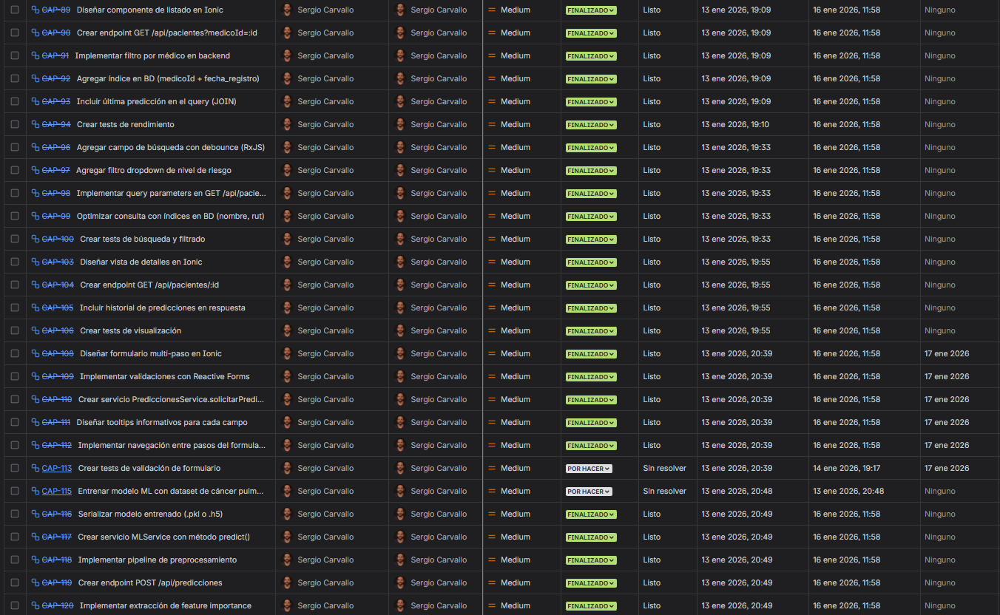 CAP-89 Diseñar componente de listado en Ionic Sergio Carvallo Sergio Carvallo Medium FINALIZADO Listo 13 ene 2026, 19:09 16 ene 2026, 11:58 Ninguno
CAP-90 Crear endpoint GET /api/pacientes?medicoId=:id Sergio Carvallo Sergio Carvallo Medium FINALIZADO Listo 13 ene 2026, 19:09 16 ene 2026, 11:58 Ninguno
CAP-91 Implementar filtro por médico en backend Sergio Carvallo Sergio Carvallo Medium FINALIZADO Listo 13 ene 2026, 19:09 16 ene 2026, 11:58 Ninguno
CAP-92 Agregar índice en BD (medicoId + fecha_registro) Sergio Carvallo Sergio Carvallo Medium FINALIZADO Listo 13 ene 2026, 19:09 16 ene 2026, 11:58 Ninguno
CAP-93 Incluir última predicción en el query (JOIN) Sergio Carvallo Sergio Carvallo Medium FINALIZADO Listo 13 ene 2026, 19:09 16 ene 2026, 11:58 Ninguno
CAP-94 Crear tests de rendimiento Sergio Carvallo Sergio Carvallo Medium FINALIZADO Listo 13 ene 2026, 19:10 16 ene 2026, 11:58 Ninguno
CAP-96 Agregar campo de búsqueda con debounce (RxJS) Sergio Carvallo Sergio Carvallo Medium FINALIZADO Listo 13 ene 2026, 19:33 16 ene 2026, 11:58 Ninguno
CAP-97 Agregar filtro dropdown de nivel de riesgo Sergio Carvallo Sergio Carvallo Medium FINALIZADO Listo 13 ene 2026, 19:33 16 ene 2026, 11:58 Ninguno
CAP-98 Implementar query parameters en GET /api/pacie... Sergio Carvallo Sergio Carvallo Medium FINALIZADO Listo 13 ene 2026, 19:33 16 ene 2026, 11:58 Ninguno
CAP-99 Optimizar consulta con índices en BD (nombre, rut) Sergio Carvallo Sergio Carvallo Medium FINALIZADO Listo 13 ene 2026, 19:33 16 ene 2026, 11:58 Ninguno
CAP-100 Crear tests de búsqueda y filtrado Sergio Carvallo Sergio Carvallo Medium FINALIZADO Listo 13 ene 2026, 19:33 16 ene 2026, 11:58 Ninguno
CAP-103 Diseñar vista de detalles en Ionic Sergio Carvallo Sergio Carvallo Medium FINALIZADO Listo 13 ene 2026, 19:55 16 ene 2026, 11:58 Ninguno
CAP-104 Crear endpoint GET /api/pacientes/:id Sergio Carvallo Sergio Carvallo Medium FINALIZADO Listo 13 ene 2026, 19:55 16 ene 2026, 11:58 Ninguno
CAP-105 Incluir historial de predicciones en respuesta Sergio Carvallo Sergio Carvallo Medium FINALIZADO Listo 13 ene 2026, 19:55 16 ene 2026, 11:58 Ninguno
CAP-106 Crear tests de visualización Sergio Carvallo Sergio Carvallo Medium FINALIZADO Listo 13 ene 2026, 19:55 16 ene 2026, 11:58 Ninguno
CAP-108 Diseñar formulario multi-paso en Ionic Sergio Carvallo Sergio Carvallo Medium FINALIZADO Listo 13 ene 2026, 20:39 16 ene 2026, 11:58 17 ene 2026
CAP-109 Implementar validaciones con Reactive Forms Sergio Carvallo Sergio Carvallo Medium FINALIZADO Listo 13 ene 2026, 20:39 16 ene 2026, 11:58 17 ene 2026
CAP-110 Crear servicio PrediccionesService.solicitarPredi... Sergio Carvallo Sergio Carvallo Medium FINALIZADO Listo 13 ene 2026, 20:39 16 ene 2026, 11:58 17 ene 2026
CAP-111 Diseñar tooltips informativos para cada campo Sergio Carvallo Sergio Carvallo Medium FINALIZADO Listo 13 ene 2026, 20:39 16 ene 2026, 11:58 17 ene 2026
CAP-112 Implementar navegación entre pasos del formula... Sergio Carvallo Sergio Carvallo Medium FINALIZADO Listo 13 ene 2026, 20:39 16 ene 2026, 11:58 17 ene 2026
CAP-113 Crear tests de validación de formulario Sergio Carvallo Sergio Carvallo Medium POR HACER Sin resolver 13 ene 2026, 20:39 14 ene 2026, 19:17 17 ene 2026
CAP-115 Entrenar modelo ML con dataset de cáncer pulm... Sergio Carvallo Sergio Carvallo Medium POR HACER Sin resolver 13 ene 2026, 20:48 13 ene 2026, 20:48 Ninguno
CAP-116 Serializar modelo entrenado (.pkl o .h5) Sergio Carvallo Sergio Carvallo Medium FINALIZADO Listo 13 ene 2026, 20:49 16 ene 2026, 11:58 Ninguno
CAP-117 Crear servicio MLService con método predict() Sergio Carvallo Sergio Carvallo Medium FINALIZADO Listo 13 ene 2026, 20:49 16 ene 2026, 11:58 Ninguno
CAP-118 Implementar pipeline de preprocesamiento Sergio Carvallo Sergio Carvallo Medium FINALIZADO Listo 13 ene 2026, 20:49 16 ene 2026, 11:58 Ninguno
CAP-119 Crear endpoint POST /api/predicciones Sergio Carvallo Sergio Carvallo Medium FINALIZADO Listo 13 ene 2026, 20:49 16 ene 2026, 11:58 Ninguno
CAP-120 Implementar extracción de feature importance Sergio Carvallo Sergio Carvallo Medium FINALIZADO Listo 13 ene 2026, 20:49 16 ene 2026, 11:58 Ninguno